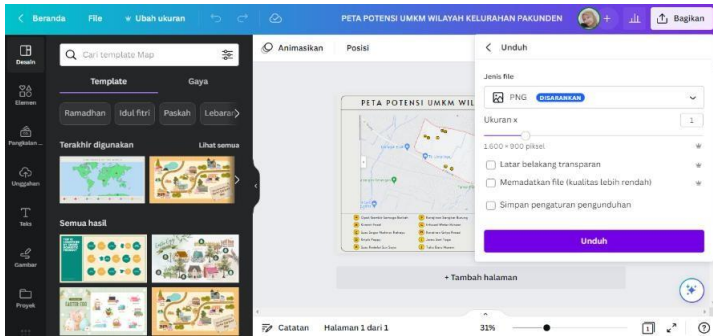 Beranda
File
Ubah ukuran
PETA POTENSI UMKM WILAYAH KELURAHAN PAKUNDEN
Bagikan
Desain
Elemen
Unggahan
Teks
Gambar
Proyek
Cari template Map
Template
Gaya
Ramadhan
Idul fitri
Paskah
Lebaran
Terakhir digunakan
Lihat semua
Semua hasil
Animasikan
Posisi
PETA POTENSI UMKM WIL
+ Tambah halaman
Unduh
Jenis file
PNG
DISARANKAN
Ukuran x
1
1.600 × 900 piksel
Latar belakang transparan
Memadatkan file (kualitas lebih rendah)
Simpan pengaturan pengunduhan
Unduh
Catatan
Halaman 1 dari 1
31%
1